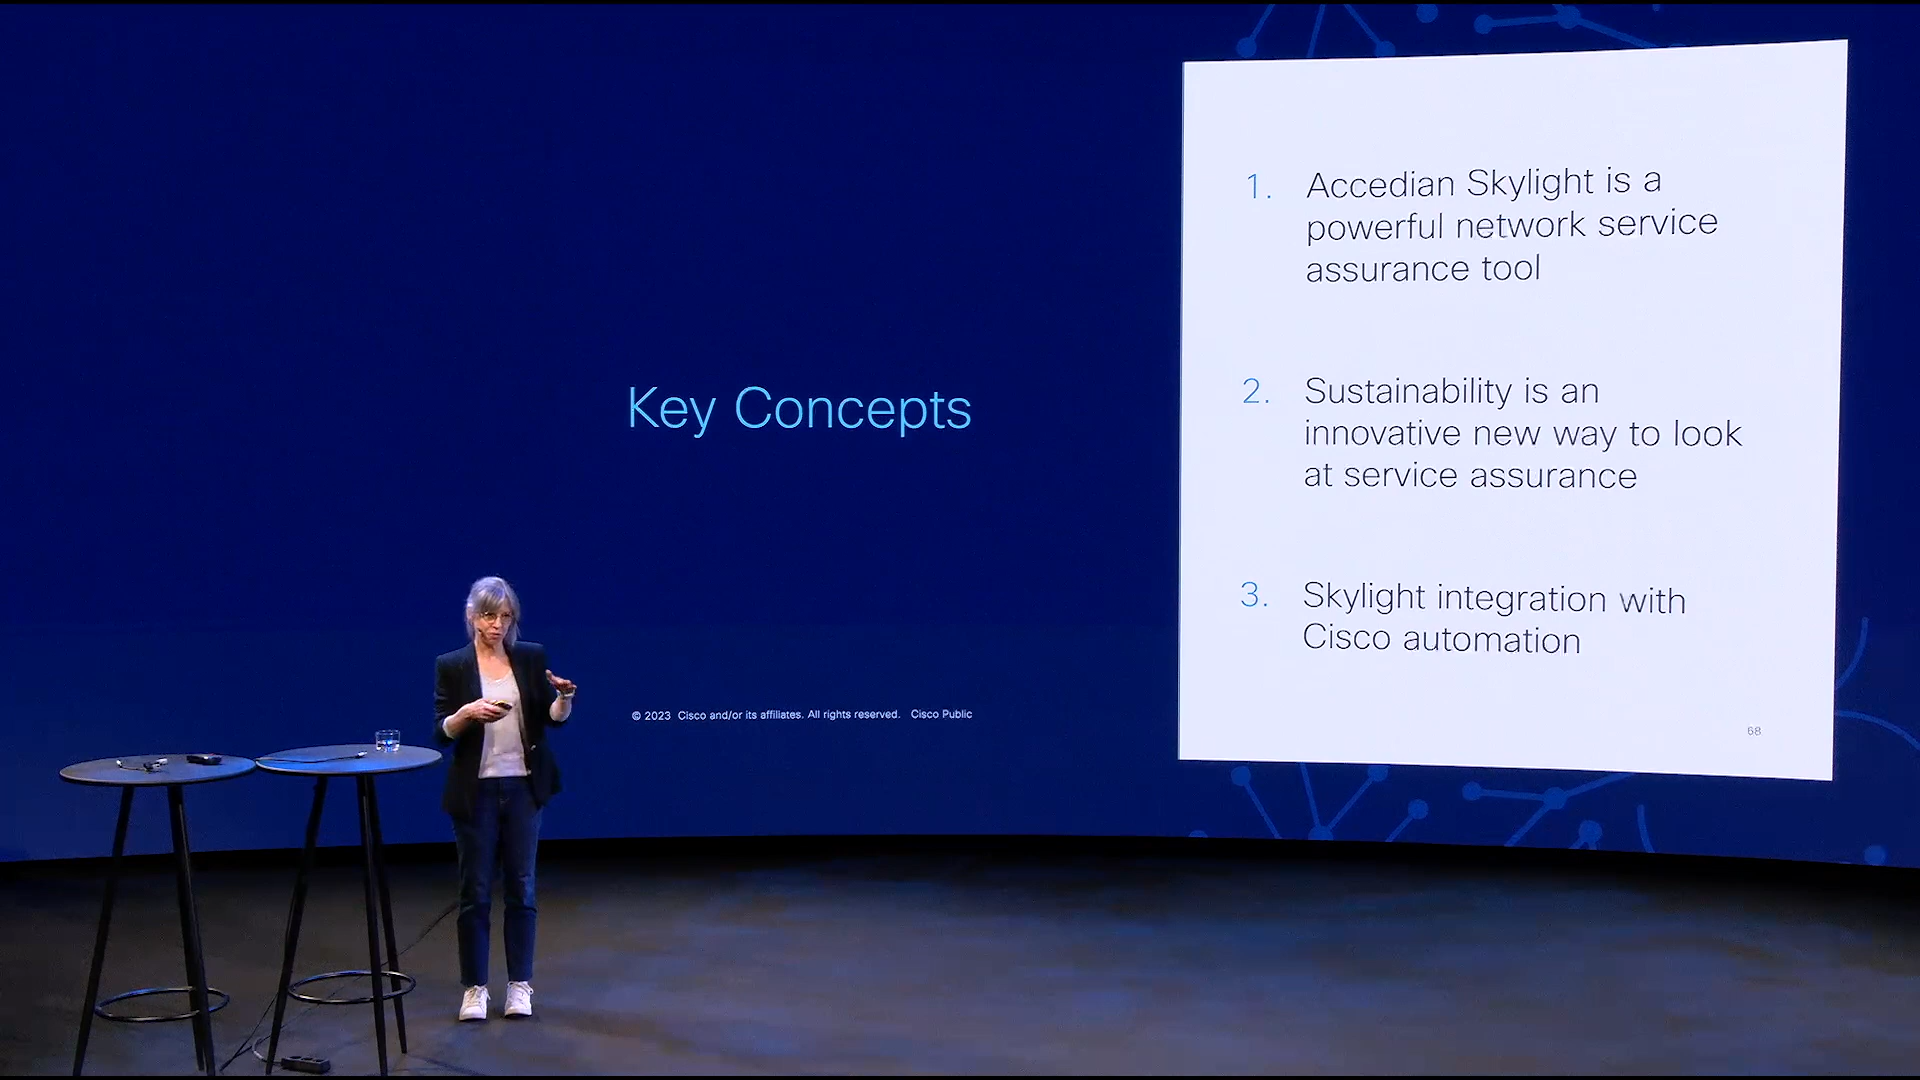 Key Concepts
© 2023 Cisco and/or its affiliates. All rights reserved. Cisco Public
1. Accedian Skylight is a
powerful network service
assurance tool
2. Sustainability is an
innovative new way to look
at service assurance
3. Skylight integration with
Cisco automation
68